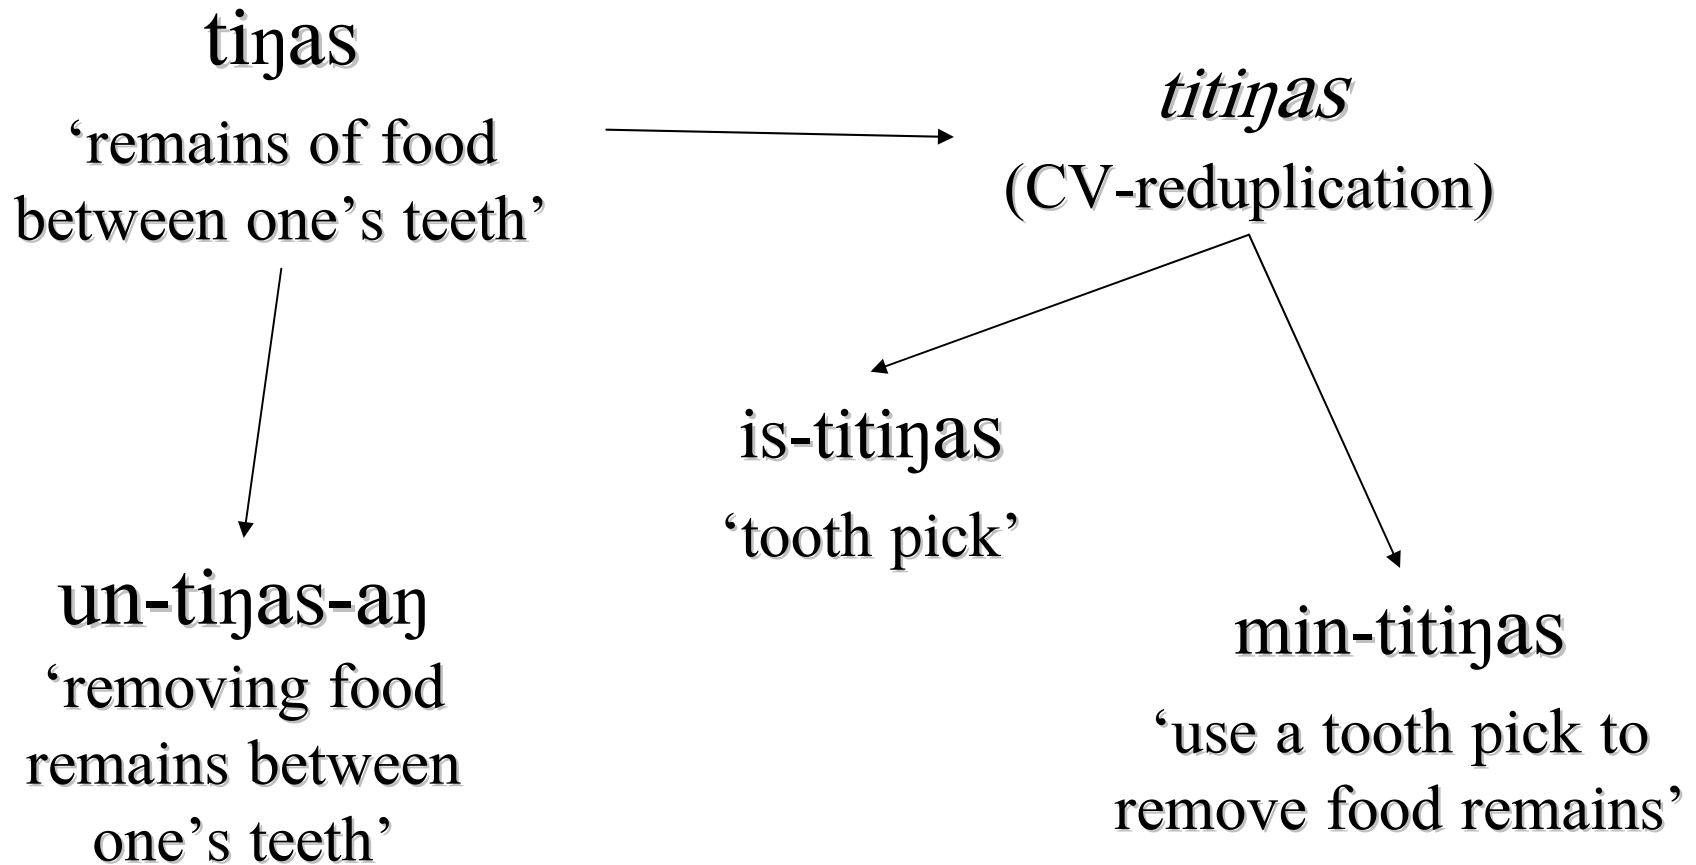 tiŋas
‘remains of food
between one’s teeth’
titiŋas
(CV-reduplication)
is-titiŋas
‘tooth pick’
un-tiŋas-aŋ
‘removing food
remains between
one’s teeth’
min-titiŋas
‘use a tooth pick to
remove food remains’